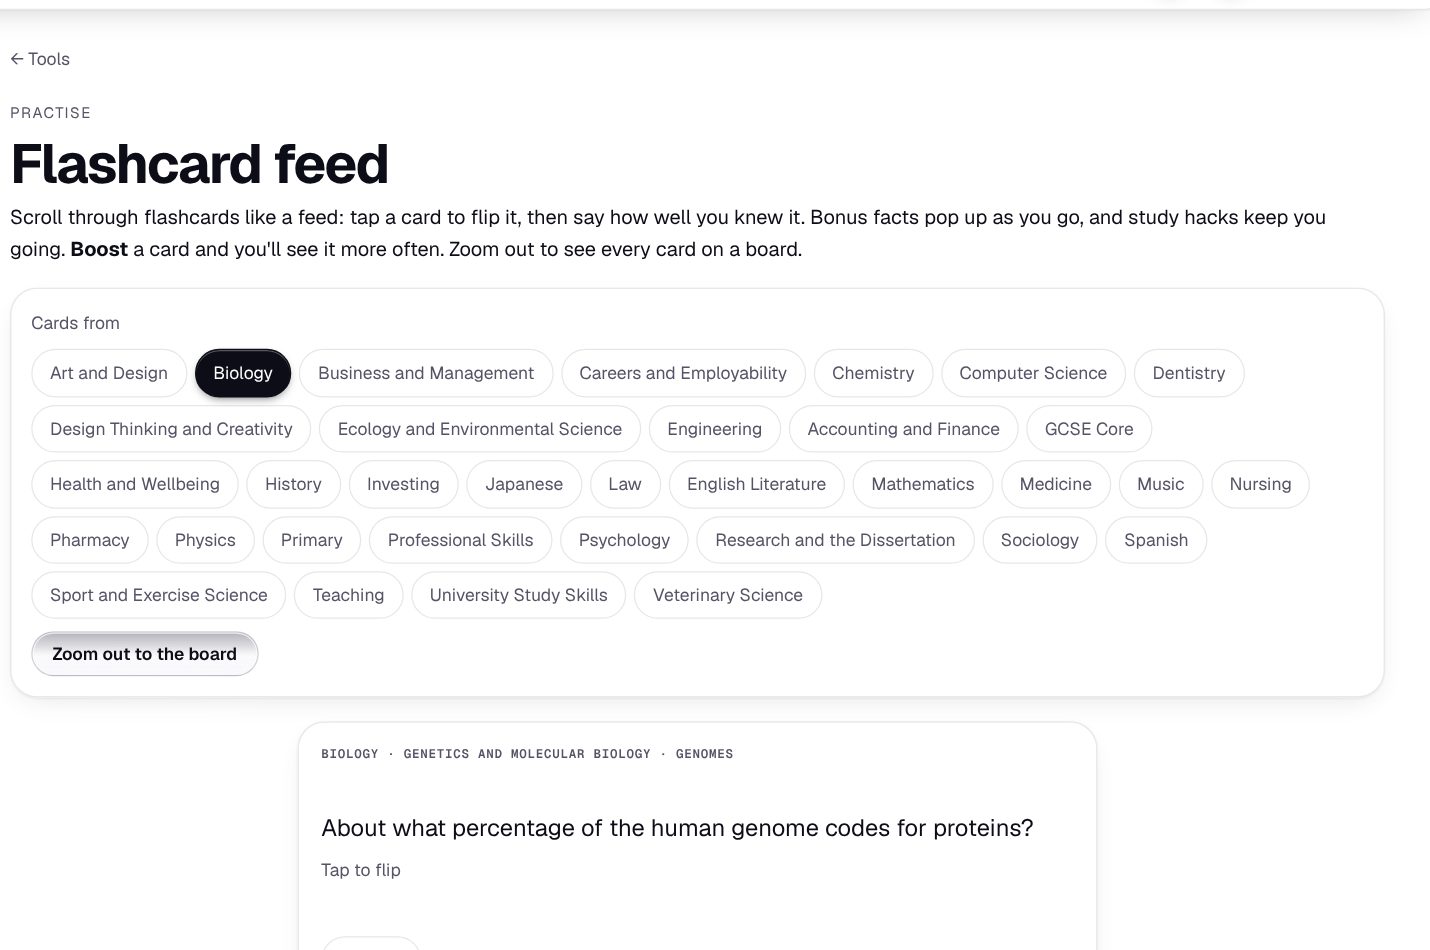 ← Tools
PRACTISE
Flashcard feed
Scroll through flashcards like a feed: tap a card to flip it, then say how well you knew it. Bonus facts pop up as you go, and study hacks keep you
going. Boost a card and you'll see it more often. Zoom out to see every card on a board.
Cards from
Art and Design Biology Business and Management Careers and Employability Chemistry Computer Science Dentistry
Design Thinking and Creativity Ecology and Environmental Science Engineering Accounting and Finance GCSE Core
Health and Wellbeing History Investing Japanese Law English Literature Mathematics Medicine Music Nursing
Pharmacy Physics Primary Professional Skills Psychology Research and the Dissertation Sociology Spanish
Sport and Exercise Science Teaching University Study Skills Veterinary Science
Zoom out to the board
BIOLOGY · GENETICS AND MOLECULAR BIOLOGY · GENOMES
About what percentage of the human genome codes for proteins?
Tap to flip